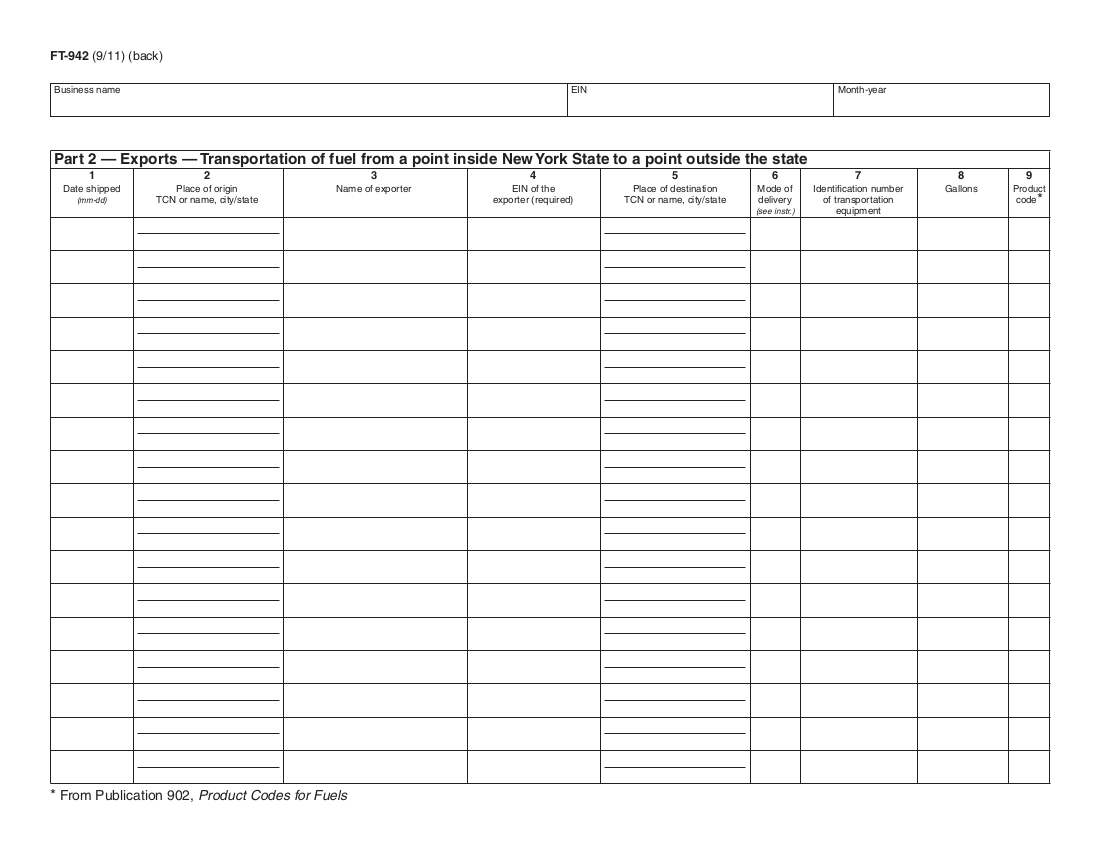 FT-942 (9/11) (back)
Business name
EIN
Month-year
Part 2 — Exports — Transportation of fuel from a point inside New York State to a point outside the state
1
Date shipped
(mm-dd)
2
Place of origin
TCN or name, city/state
3
Name of exporter
4
EIN of the
exporter (required)
5
Place of destination
TCN or name, city/state
6
Mode of
delivery
(see instr.)
7
Identification number
of transportation
equipment
8
Gallons
9
Product
code*
* From Publication 902, Product Codes for Fuels